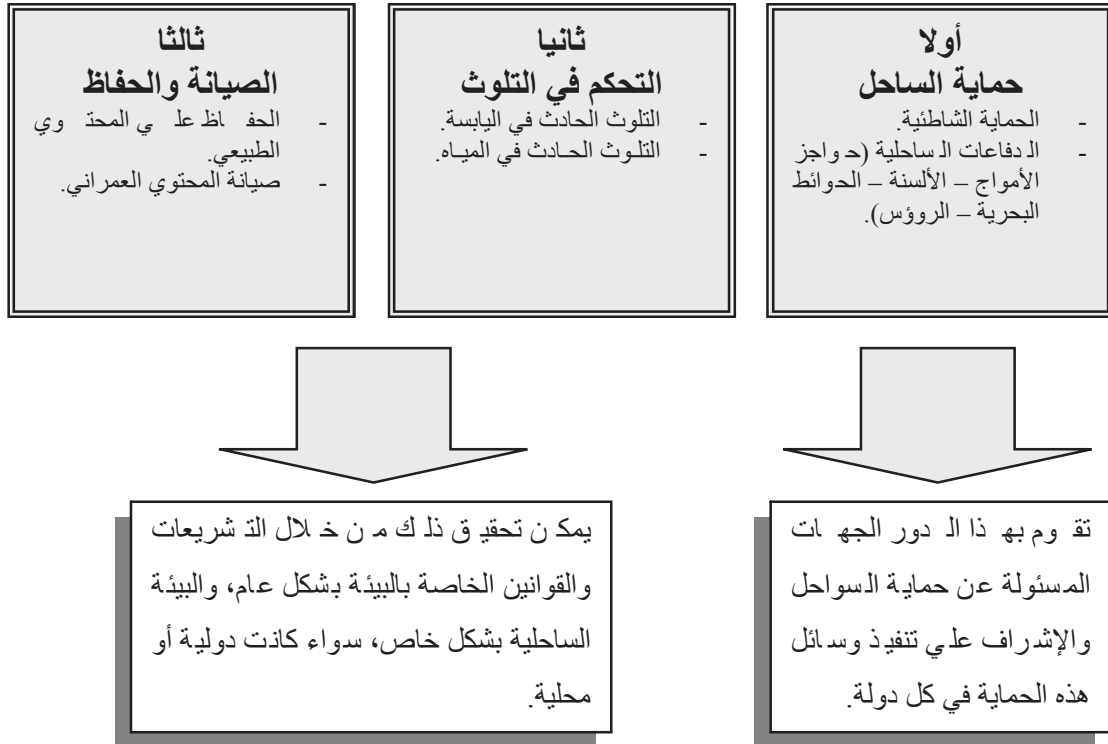 أولا
حماية الساحل
- الحماية الشاطئية.
- الدفاعات الساحلية (حواجز
الأمواج – الألسنة – الحوائط
البحرية – الروؤس).
ثانيا
التحكم في التلوث
- التلوث الحادث في اليابسة.
- التلوث الحادث في المياه.
ثالثا
الصيانة والحفاظ
- الحفاظ علي المحتوي
الطبيعي.
- صيانة المحتوي العمراني.
تقوم بهذا الدور الجهات
المسئولة عن حماية السواحل
والإشراف علي تنفيذ وسائل
هذه الحماية في كل دولة.
يمكن تحقيق ذلك من خلال التشريعات
والقوانين الخاصة بالبيئة بشكل عام، والبيئة
الساحلية بشكل خاص، سواء كانت دولية أو
محلية.